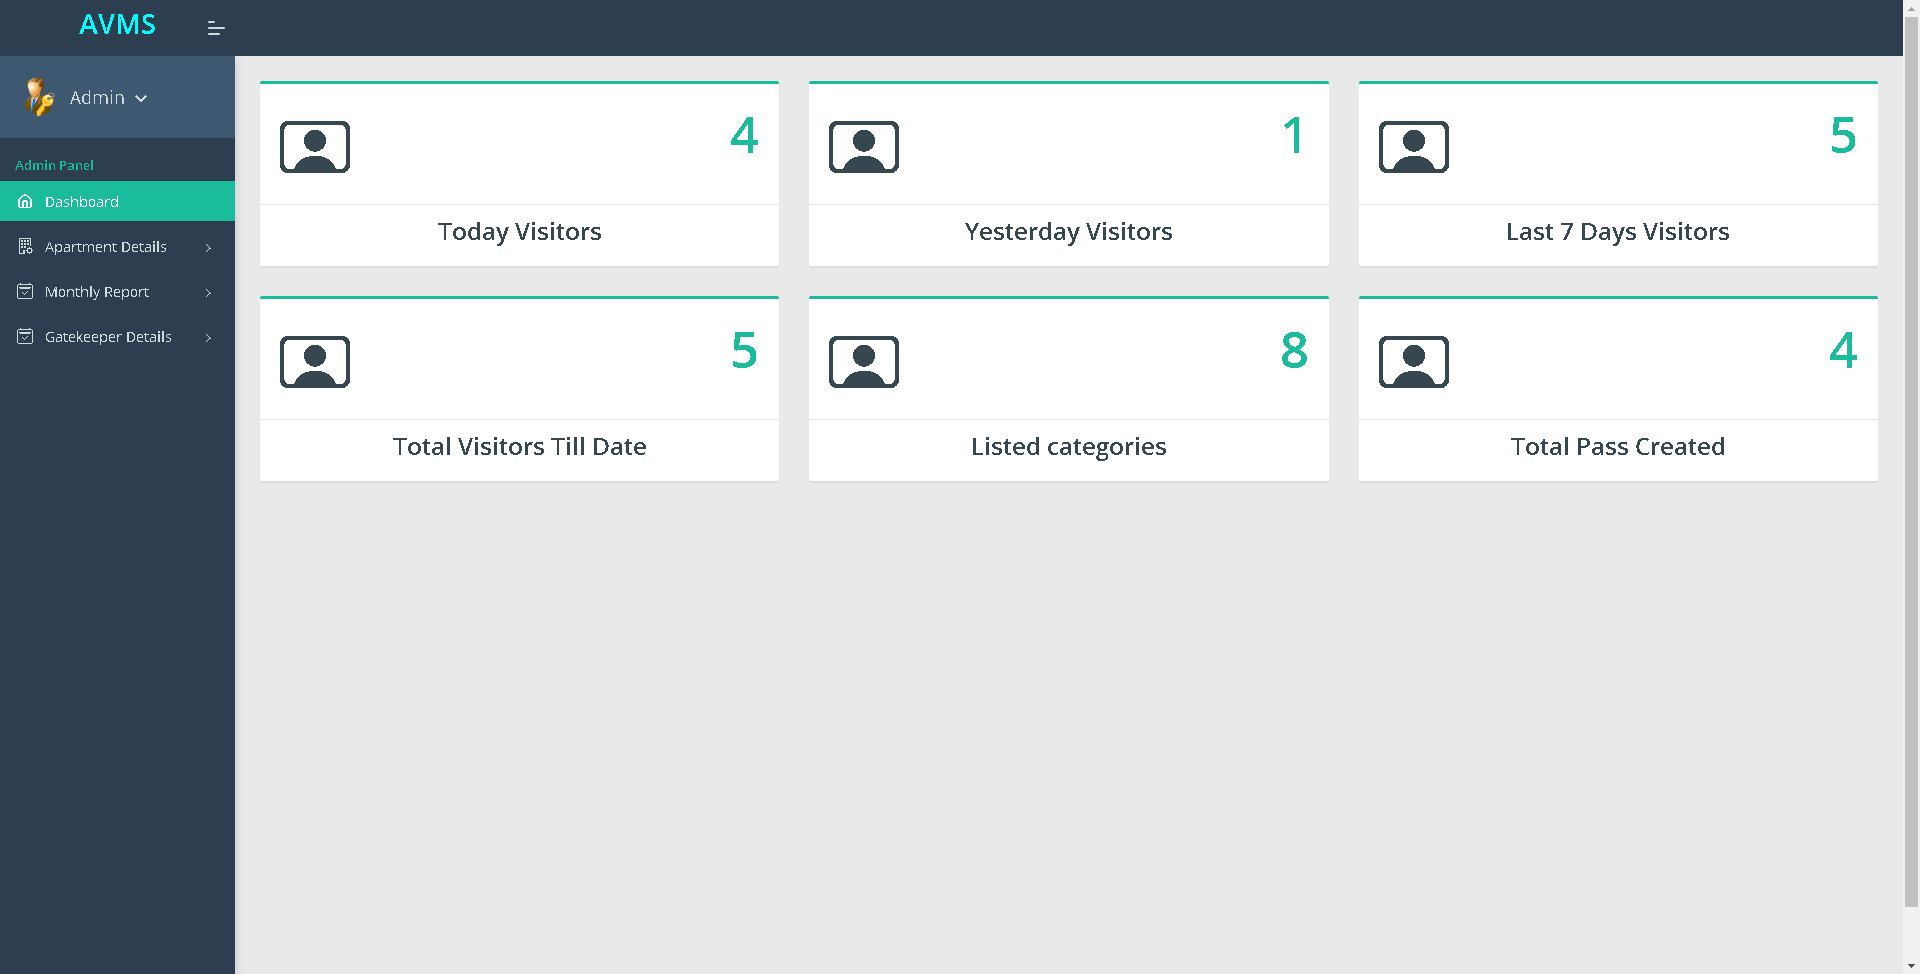 AVMS
Admin
Admin Panel
Dashboard
Apartment Details
Monthly Report
Gatekeeper Details
4
Today Visitors
1
Yesterday Visitors
5
Last 7 Days Visitors
5
Total Visitors Till Date
8
Listed categories
4
Total Pass Created